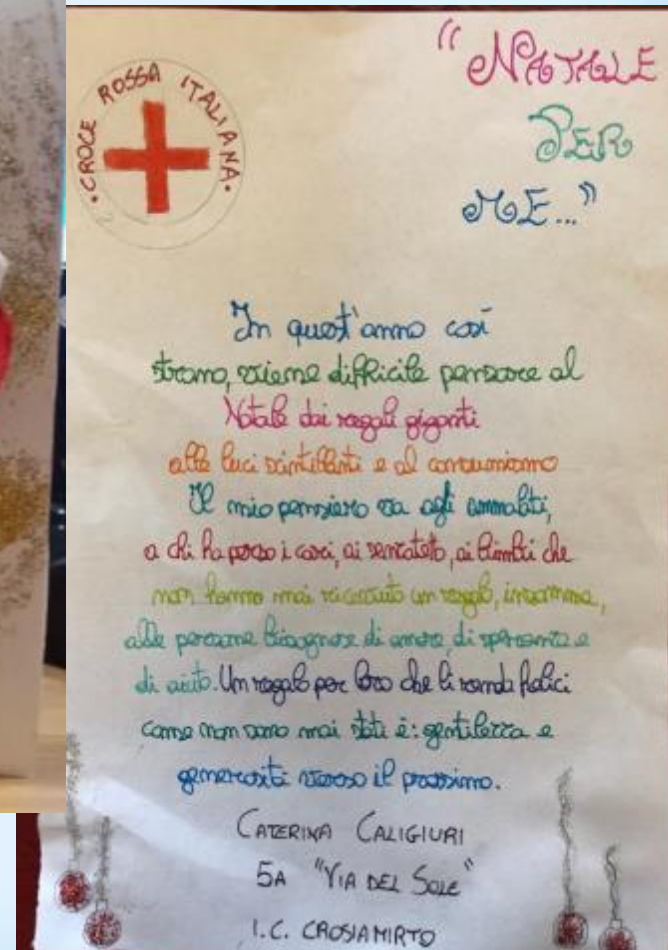 • CROCE ROSSA ITALIANA •
"NATALE
PER
ME..."
In quest'anno così
strano, viene difficile pensare al
Natale dai regali giganti
alle luci scintillanti e al consumismo
Il mio pensiero va agli ammalati,
a chi ha perso i cari, ai senzatetto, ai bimbi che
non hanno mai ricevuto un regalo, insomma,
alle persone bisognose di amore, di speranza e
di aiuto. Un regalo per loro che li renda felici
come non sono mai stati è: gentilezza e
generosità verso il prossimo.
CATERINA CALIGIURI
5A "VIA DEL SOLE"
I.C. CROSIAMIRTO